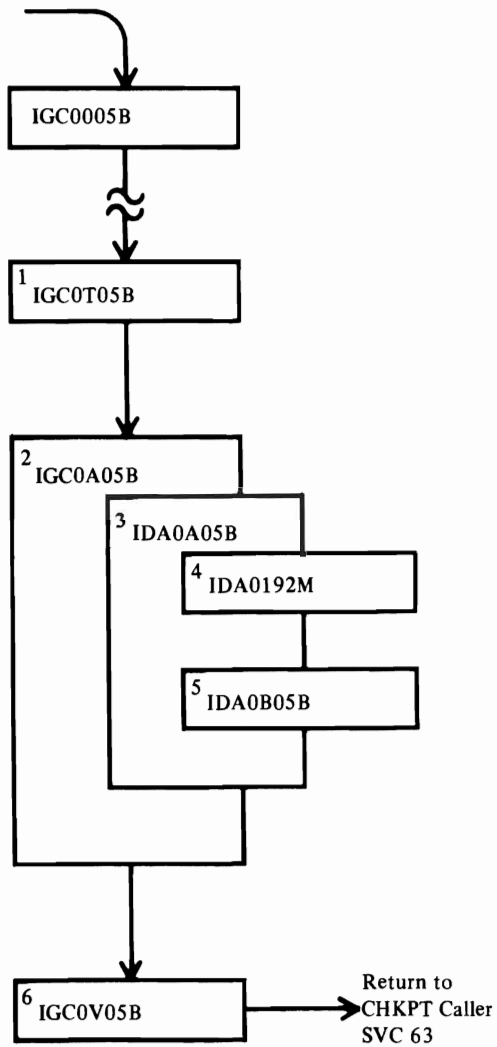 IGC0005B
1
IGC0T05B
2
IGC0A05B
3
IDA0A05B
4
IDA0192M
5
IDA0B05B
6
IGC0V05B
Return to
CHKPT Caller
SVC 63